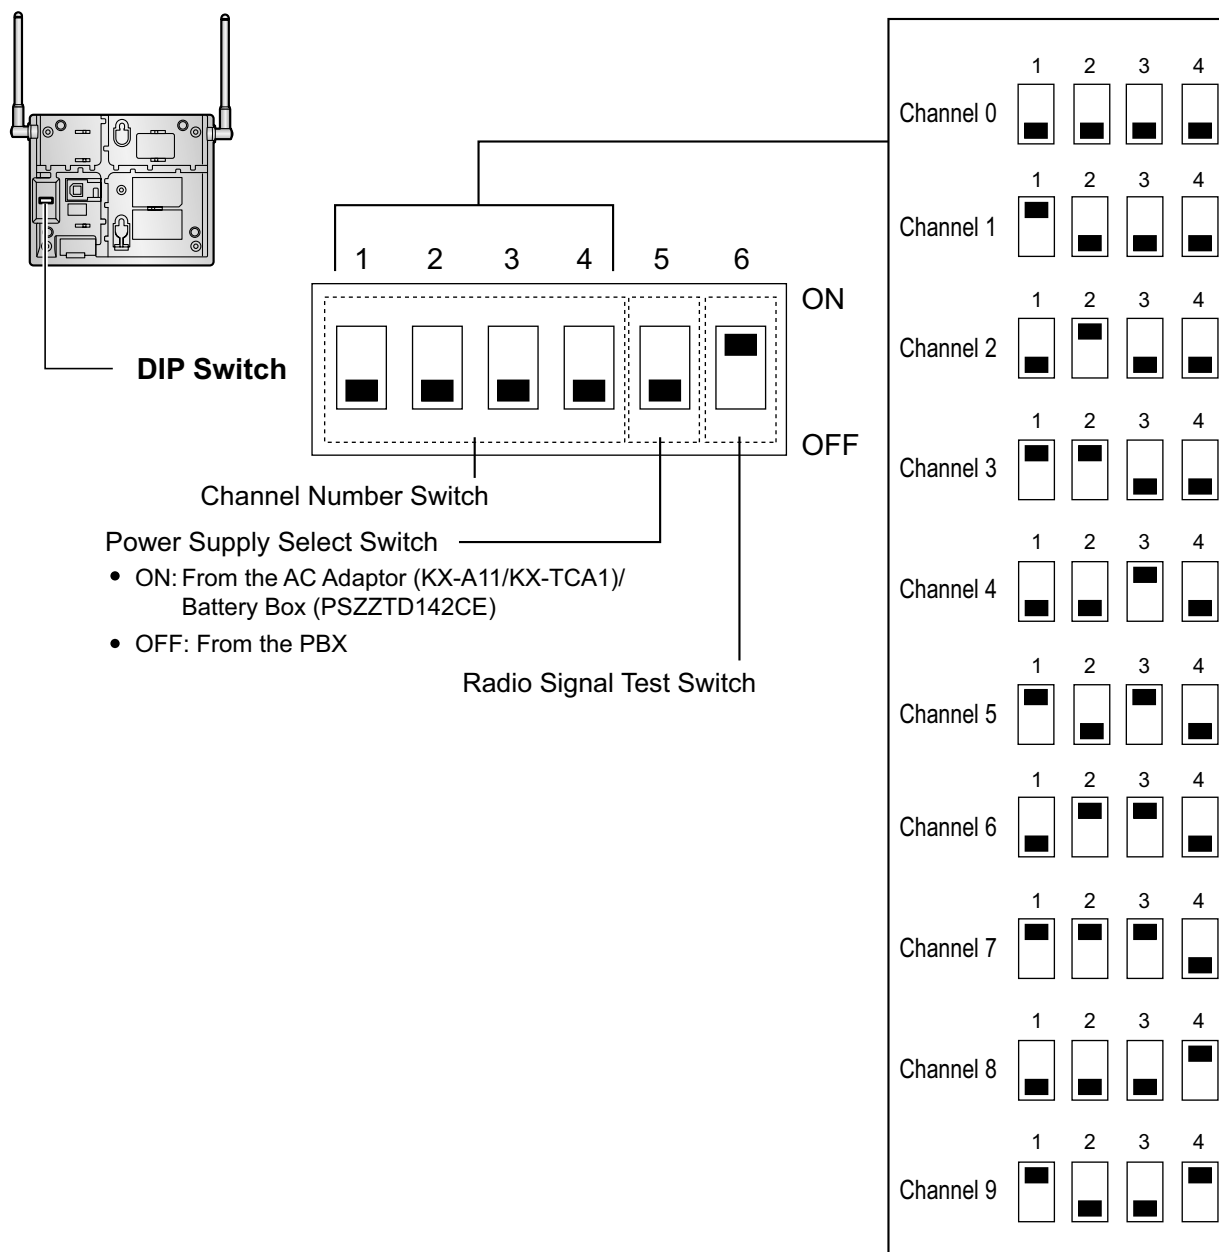 1 2 3 4 5 6
ON
OFF
DIP Switch
Channel Number Switch
Power Supply Select Switch
• ON: From the AC Adaptor (KX-A11/KX-TCA1)/
Battery Box (PSZZTD142CE)
• OFF: From the PBX
Radio Signal Test Switch
1 2 3 4
Channel 0
1 2 3 4
Channel 1
1 2 3 4
Channel 2
1 2 3 4
Channel 3
1 2 3 4
Channel 4
1 2 3 4
Channel 5
1 2 3 4
Channel 6
1 2 3 4
Channel 7
1 2 3 4
Channel 8
1 2 3 4
Channel 9